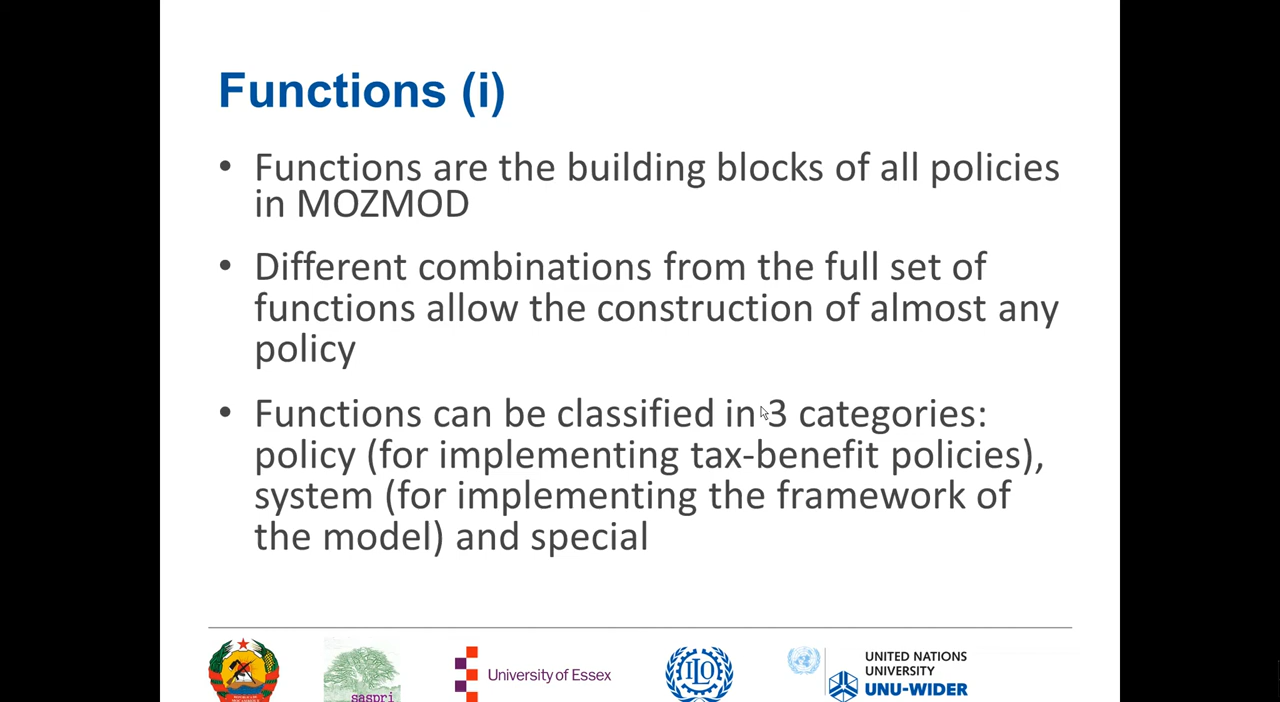 Functions (i)
• Functions are the building blocks of all policies
in MOZMOD
• Different combinations from the full set of
functions allow the construction of almost any
policy
• Functions can be classified in 3 categories:
policy (for implementing tax-benefit policies),
system (for implementing the framework of
the model) and special
saspri
University of Essex
ILO
UNITED NATIONS
UNIVERSITY
UNU-WIDER